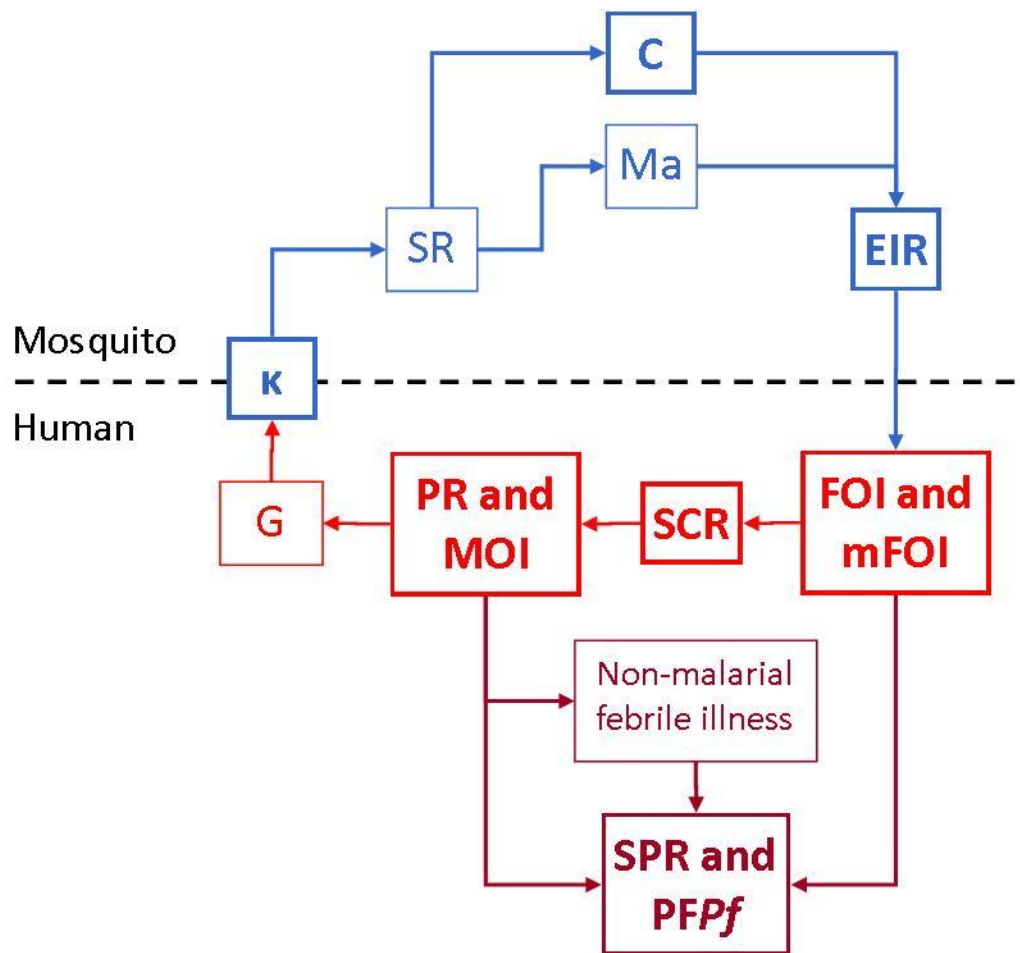 C
Ma
SR
EIR
Mosquito
κ
Human
PR and
MOI
SCR
FOI and
mFOI
G
Non-malarial
febrile illness
SPR and
PFPf